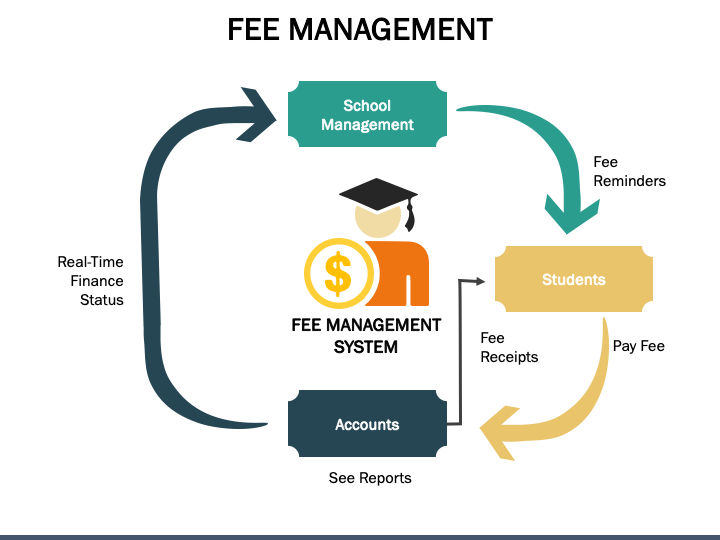 FEE MANAGEMENT
School
Management
Fee
Reminders
Real-Time
Finance
Status
$
Students
FEE MANAGEMENT
SYSTEM
Fee
Receipts
Pay Fee
Accounts
See Reports